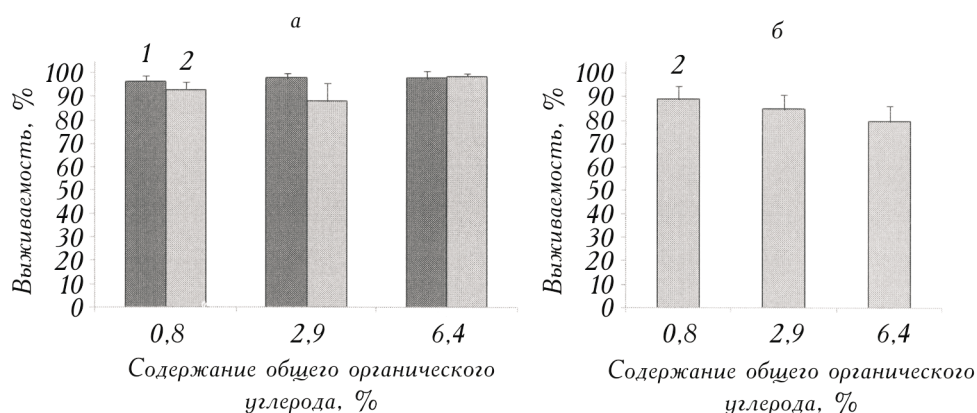 а
1 2
100
90
80
70
60
50
40
30
20
10
0
Выживаемость, %
0,8 2,9 6,4
Содержание общего органического
углерода, %
б
2
100
90
80
70
60
50
40
30
20
10
0
Выживаемость, %
0,8 2,9 6,4
Содержание общего органического
углерода, %